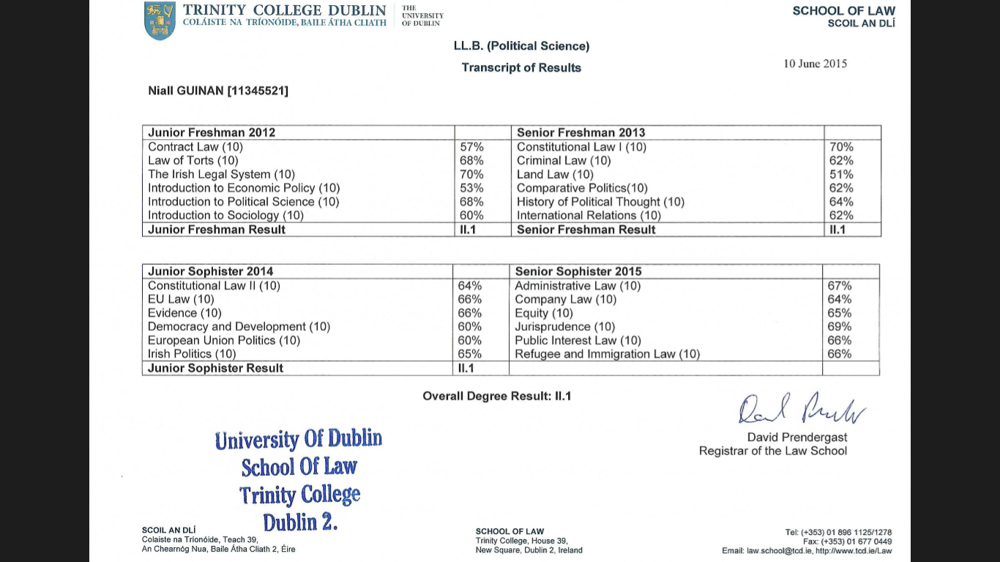 TRINITY COLLEGE DUBLIN
COLÁISTE NA TRÍONÓIDE, BAILE ÁTHA CLIATH
THE
UNIVERSITY
OF DUBLIN
SCHOOL OF LAW
SCOIL AN DLÍ
LL.B. (Political Science)
Transcript of Results
10 June 2015
Niall GUINAN [11345521]
Junior Freshman 2012
Contract Law (10) 57%
Law of Torts (10) 68%
The Irish Legal System (10) 70%
Introduction to Economic Policy (10) 53%
Introduction to Political Science (10) 68%
Introduction to Sociology (10) 60%
Junior Freshman Result II.1
Senior Freshman 2013
Constitutional Law I (10) 70%
Criminal Law (10) 62%
Land Law (10) 51%
Comparative Politics(10) 62%
History of Political Thought (10) 64%
International Relations (10) 62%
Senior Freshman Result II.1
Junior Sophister 2014
Constitutional Law II (10) 64%
EU Law (10) 66%
Evidence (10) 66%
Democracy and Development (10) 60%
European Union Politics (10) 60%
Irish Politics (10) 65%
Junior Sophister Result II.1
Senior Sophister 2015
Administrative Law (10) 67%
Company Law (10) 64%
Equity (10) 65%
Jurisprudence (10) 69%
Public Interest Law (10) 66%
Refugee and Immigration Law (10) 66%
Overall Degree Result: II.1
David Prendergast
Registrar of the Law School
University Of Dublin
School Of Law
Trinity College
Dublin 2.
SCOIL AN DLÍ
Colaiste na Tríonóide, Teach 39,
An Chearnóg Nua, Baile Átha Cliath 2, Éire
SCHOOL OF LAW
Trinity College, House 39,
New Square, Dublin 2, Ireland
Tel: (+353) 01 896 1125/1278
Fax: (+353) 01 677 0449
Email: law.school@tcd.ie, http://www.tcd.ie/Law